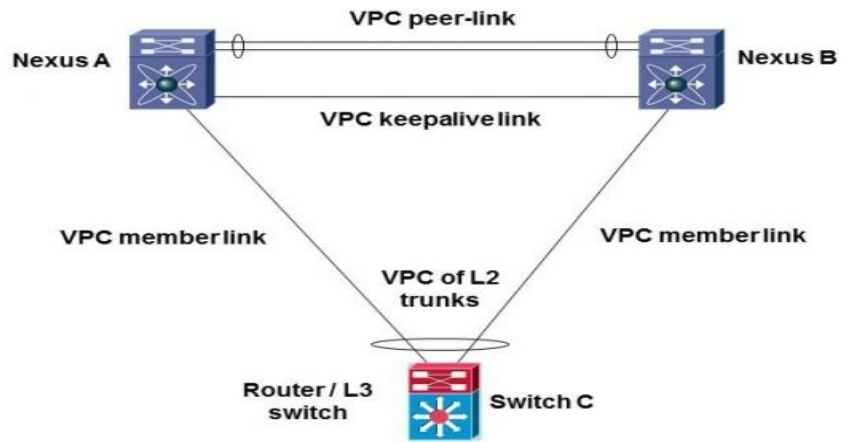 VPC peer-link
Nexus A
Nexus B
VPC keepalive link
VPC member link
VPC member link
VPC of L2
trunks
Router / L3
switch
Switch C